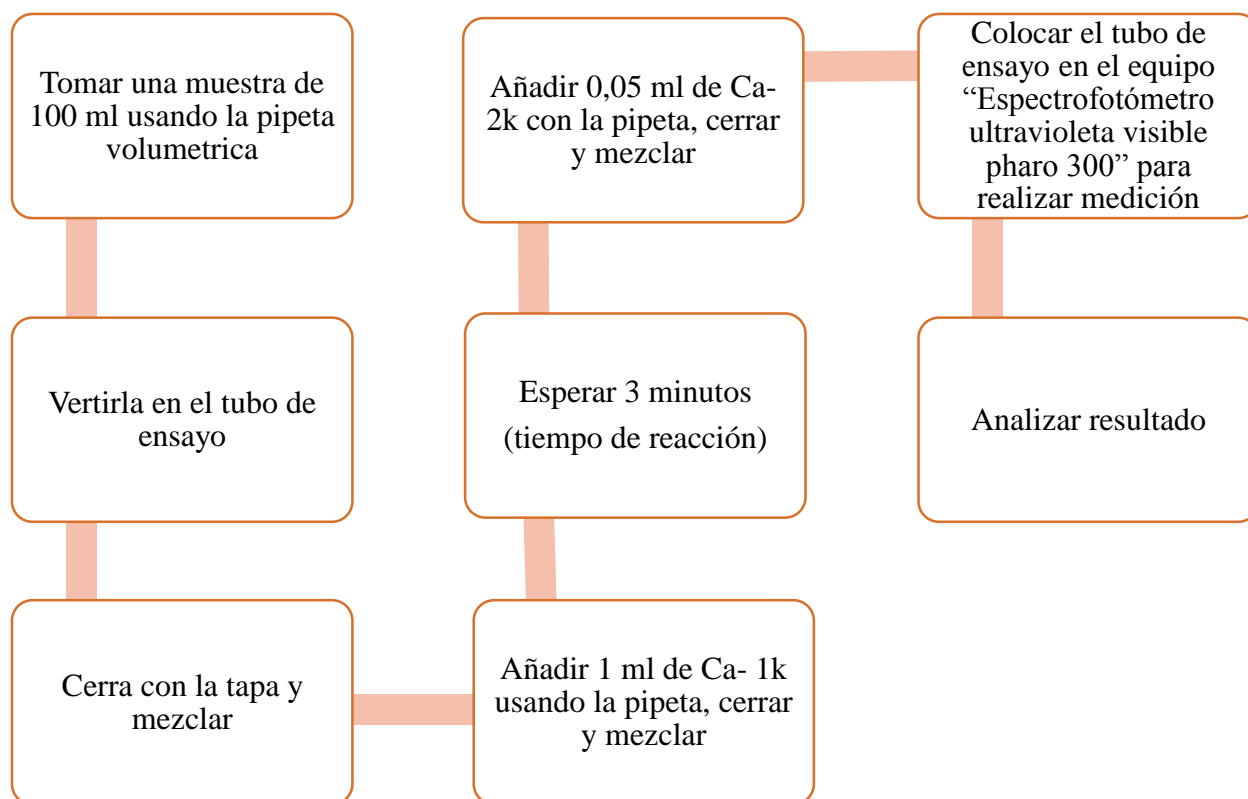 Tomar una muestra de
100 ml usando la pipeta
volumetrica
Vertirla en el tubo de
ensayo
Cerra con la tapa y
mezclar
Añadir 1 ml de Ca- 1k
usando la pipeta, cerrar
y mezclar
Esperar 3 minutos
(tiempo de reacción)
Añadir 0,05 ml de Ca-
2k con la pipeta, cerrar
y mezclar
Colocar el tubo de
ensayo en el equipo
“Espectrofotómetro
ultravioleta visible
pharo 300” para
realizar medición
Analizar resultado